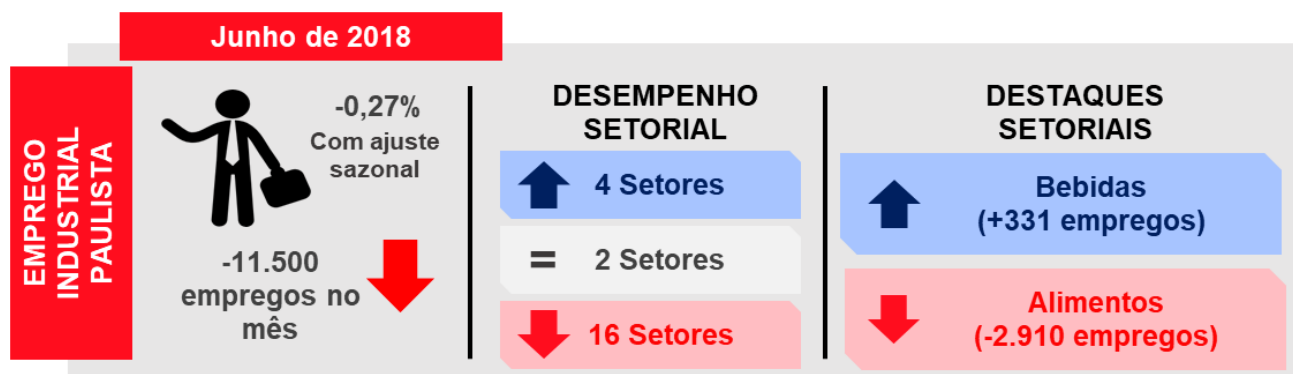 Junho de 2018
EMPREGO
INDUSTRIAL
PAULISTA
-0,27%
Com ajuste
sazonal
-11.500
empregos no
mês
DESEMPENHO
SETORIAL
4 Setores
=
2 Setores
16 Setores
DESTAQUES
SETORIAIS
Bebidas
(+331 empregos)
Alimentos
(-2.910 empregos)